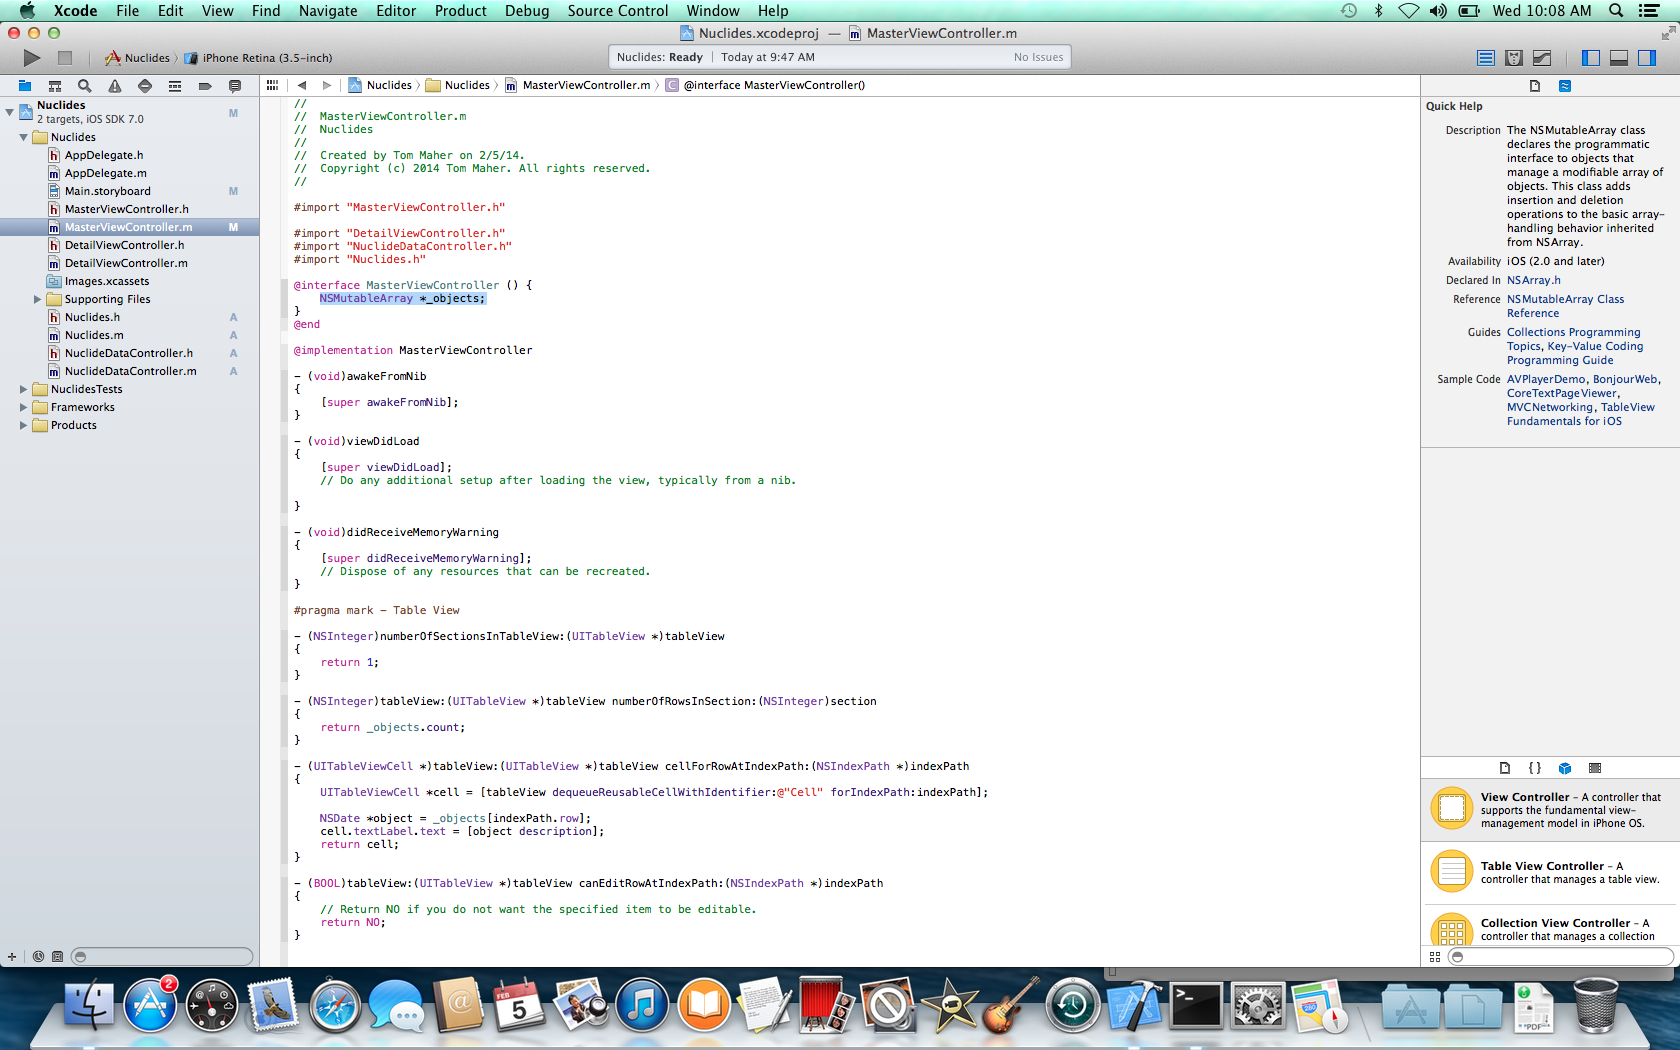 Xcode File Edit View Find Navigate Editor Product Debug Source Control Window Help Wed 10:08 AM
Nuclides.xcodeproj — MasterViewController.m
Nuclides iPhone Retina (3.5-inch)
Nuclides: Ready Today at 9:47 AM No Issues
Nuclides Nuclides MasterViewController.m @interface MasterViewController()
Nuclides
2 targets, iOS SDK 7.0 M
Nuclides
AppDelegate.h
AppDelegate.m
Main.storyboard M
MasterViewController.h
MasterViewController.m M
DetailViewController.h
DetailViewController.m
Images.xcassets
Supporting Files
Nuclides.h A
Nuclides.m A
NuclideDataController.h A
NuclideDataController.m A
NuclidesTests
Frameworks
Products
//
// MasterViewController.m
// Nuclides
//
// Created by Tom Maher on 2/5/14.
// Copyright (c) 2014 Tom Maher. All rights reserved.
//
#import "MasterViewController.h"
#import "DetailViewController.h"
#import "NuclideDataController.h"
#import "Nuclides.h"
@interface MasterViewController () {
NSMutableArray *_objects;
}
@end
@implementation MasterViewController
- (void)awakeFromNib
{
[super awakeFromNib];
}
- (void)viewDidLoad
{
[super viewDidLoad];
// Do any additional setup after loading the view, typically from a nib.
}
- (void)didReceiveMemoryWarning
{
[super didReceiveMemoryWarning];
// Dispose of any resources that can be recreated.
}
#pragma mark - Table View
- (NSInteger)numberOfSectionsInTableView:(UITableView *)tableView
{
return 1;
}
- (NSInteger)tableView:(UITableView *)tableView numberOfRowsInSection:(NSInteger)section
{
return _objects.count;
}
- (UITableViewCell *)tableView:(UITableView *)tableView cellForRowAtIndexPath:(NSIndexPath *)indexPath
{
UITableViewCell *cell = [tableView dequeueReusableCellWithIdentifier:@"Cell" forIndexPath:indexPath];
NSDate *object = _objects[indexPath.row];
cell.textLabel.text = [object description];
return cell;
}
- (BOOL)tableView:(UITableView *)tableView canEditRowAtIndexPath:(NSIndexPath *)indexPath
{
// Return NO if you do not want the specified item to be editable.
return NO;
}
Quick Help
Description The NSMutableArray class
declares the programmatic
interface to objects that
manage a modifiable array of
objects. This class adds
insertion and deletion
operations to the basic array-
handling behavior inherited
from NSArray.
Availability iOS (2.0 and later)
Declared In NSArray.h
Reference NSMutableArray Class
Reference
Guides Collections Programming
Topics, Key-Value Coding
Programming Guide
Sample Code AVPlayerDemo, BonjourWeb,
CoreTextPageViewer,
MVCNetworking, TableView
Fundamentals for iOS
{ }
View Controller - A controller that
supports the fundamental view-
management model in iPhone OS.
Table View Controller - A
controller that manages a table view.
Collection View Controller - A
controller that manages a collection
2
FEB
5
PDF